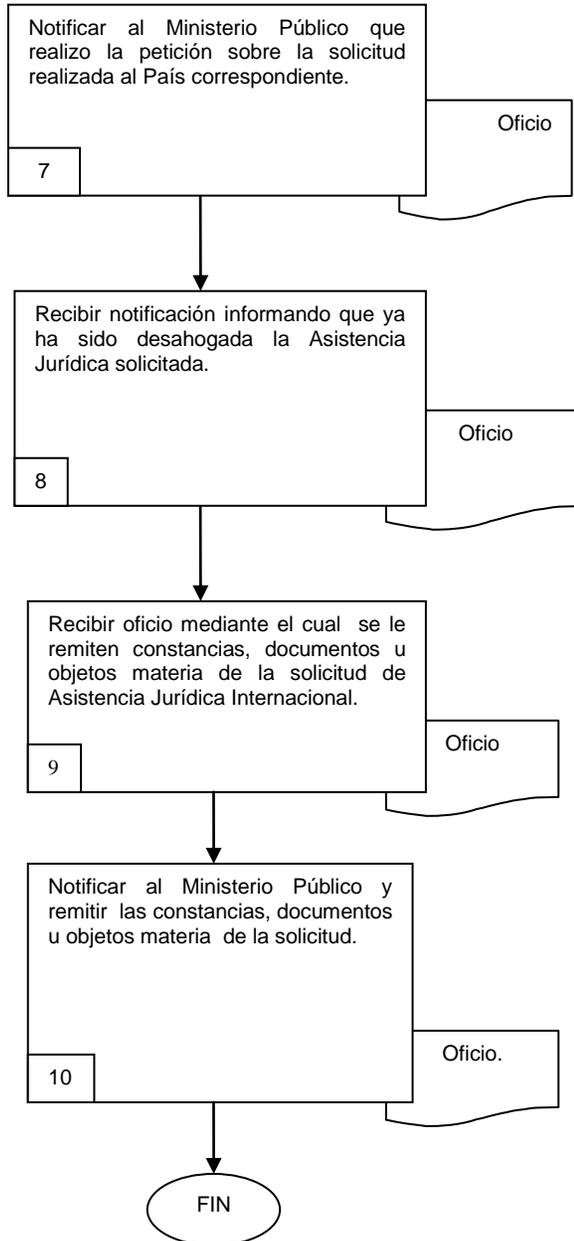 Notificar al Ministerio Público que
realizo la petición sobre la solicitud
realizada al País correspondiente.
Oficio
7
Recibir notificación informando que ya
ha sido desahogada la Asistencia
Jurídica solicitada.
Oficio
8
Recibir oficio mediante el cual se le
remiten constancias, documentos u
objetos materia de la solicitud de
Asistencia Jurídica Internacional.
Oficio
9
Notificar al Ministerio Público y
remitir las constancias, documentos
u objetos materia de la solicitud.
Oficio.
10
FIN